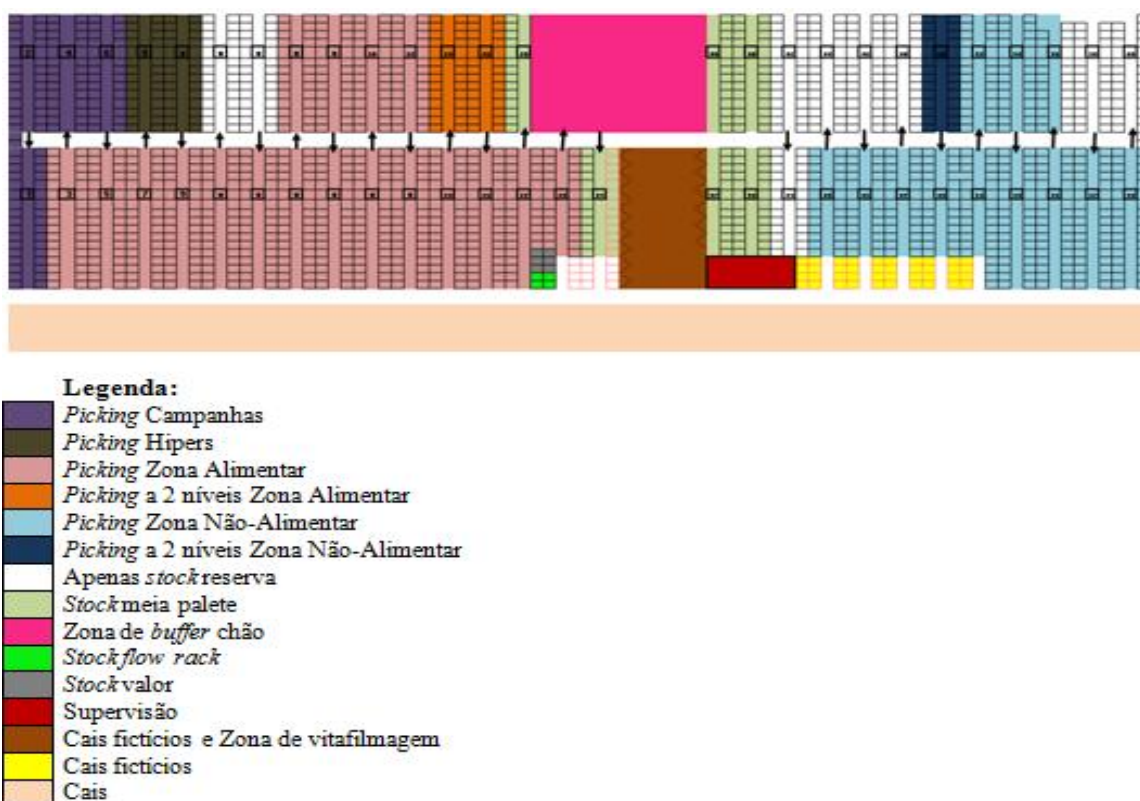 Legenda:
Picking Campanhas
Picking Hipers
Picking Zona Alimentar
Picking a 2 níveis Zona Alimentar
Picking Zona Não-Alimentar
Picking a 2 níveis Zona Não-Alimentar
Apenas stock reserva
Stock meia palete
Zona de buffer chão
Stock flow rack
Stock valor
Supervisão
Cais fictícios e Zona de vitafilmagem
Cais fictícios
Cais